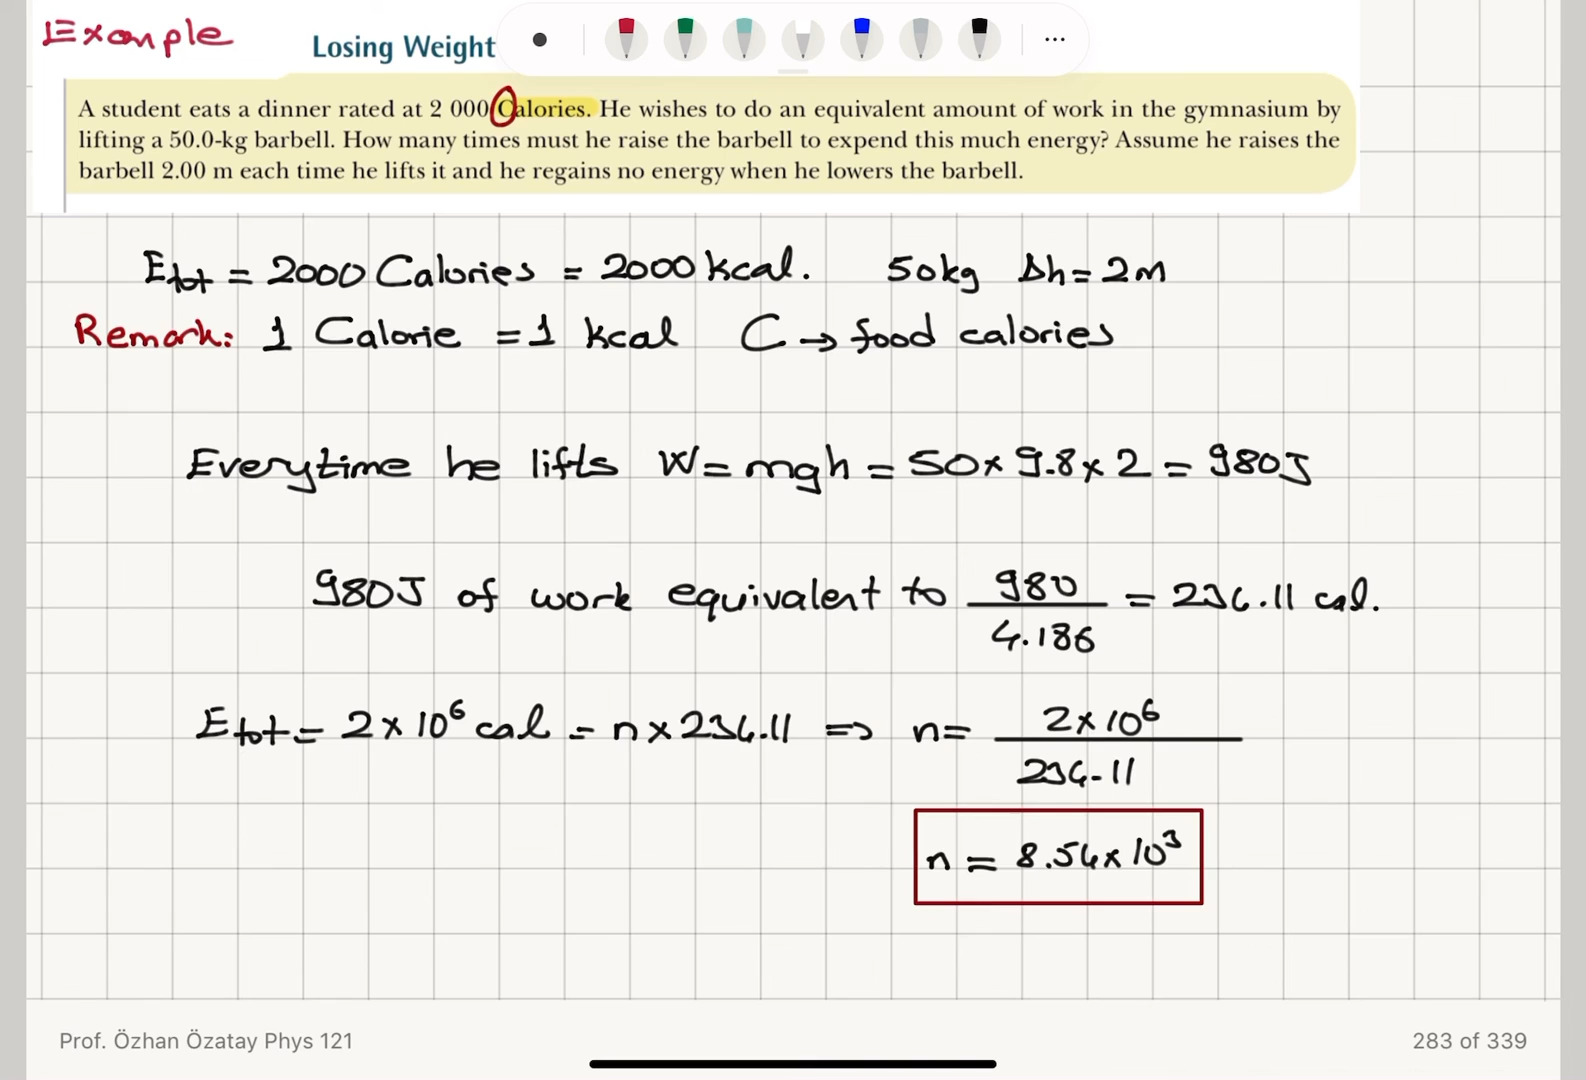 Example
Losing Weight
A student eats a dinner rated at 2 000 Calories. He wishes to do an equivalent amount of work in the gymnasium by
lifting a 50.0-kg barbell. How many times must he raise the barbell to expend this much energy? Assume he raises the
barbell 2.00 m each time he lifts it and he regains no energy when he lowers the barbell.
Etot = 2000 Calories = 2000 kcal. 50kg Δh = 2m
Remark: 1 Calorie = 1 kcal C → food calories
Everytime he lifts W = mgh = 50 × 9.8 × 2 = 980J
980J of work equivalent to 980/4.186 = 234.11 cal.
Etot = 2 × 10⁶ cal = n × 234.11 => n = 2 × 10⁶/234.11
n = 8.54 × 10³
Prof. Özhan Özatay Phys 121
283 of 339